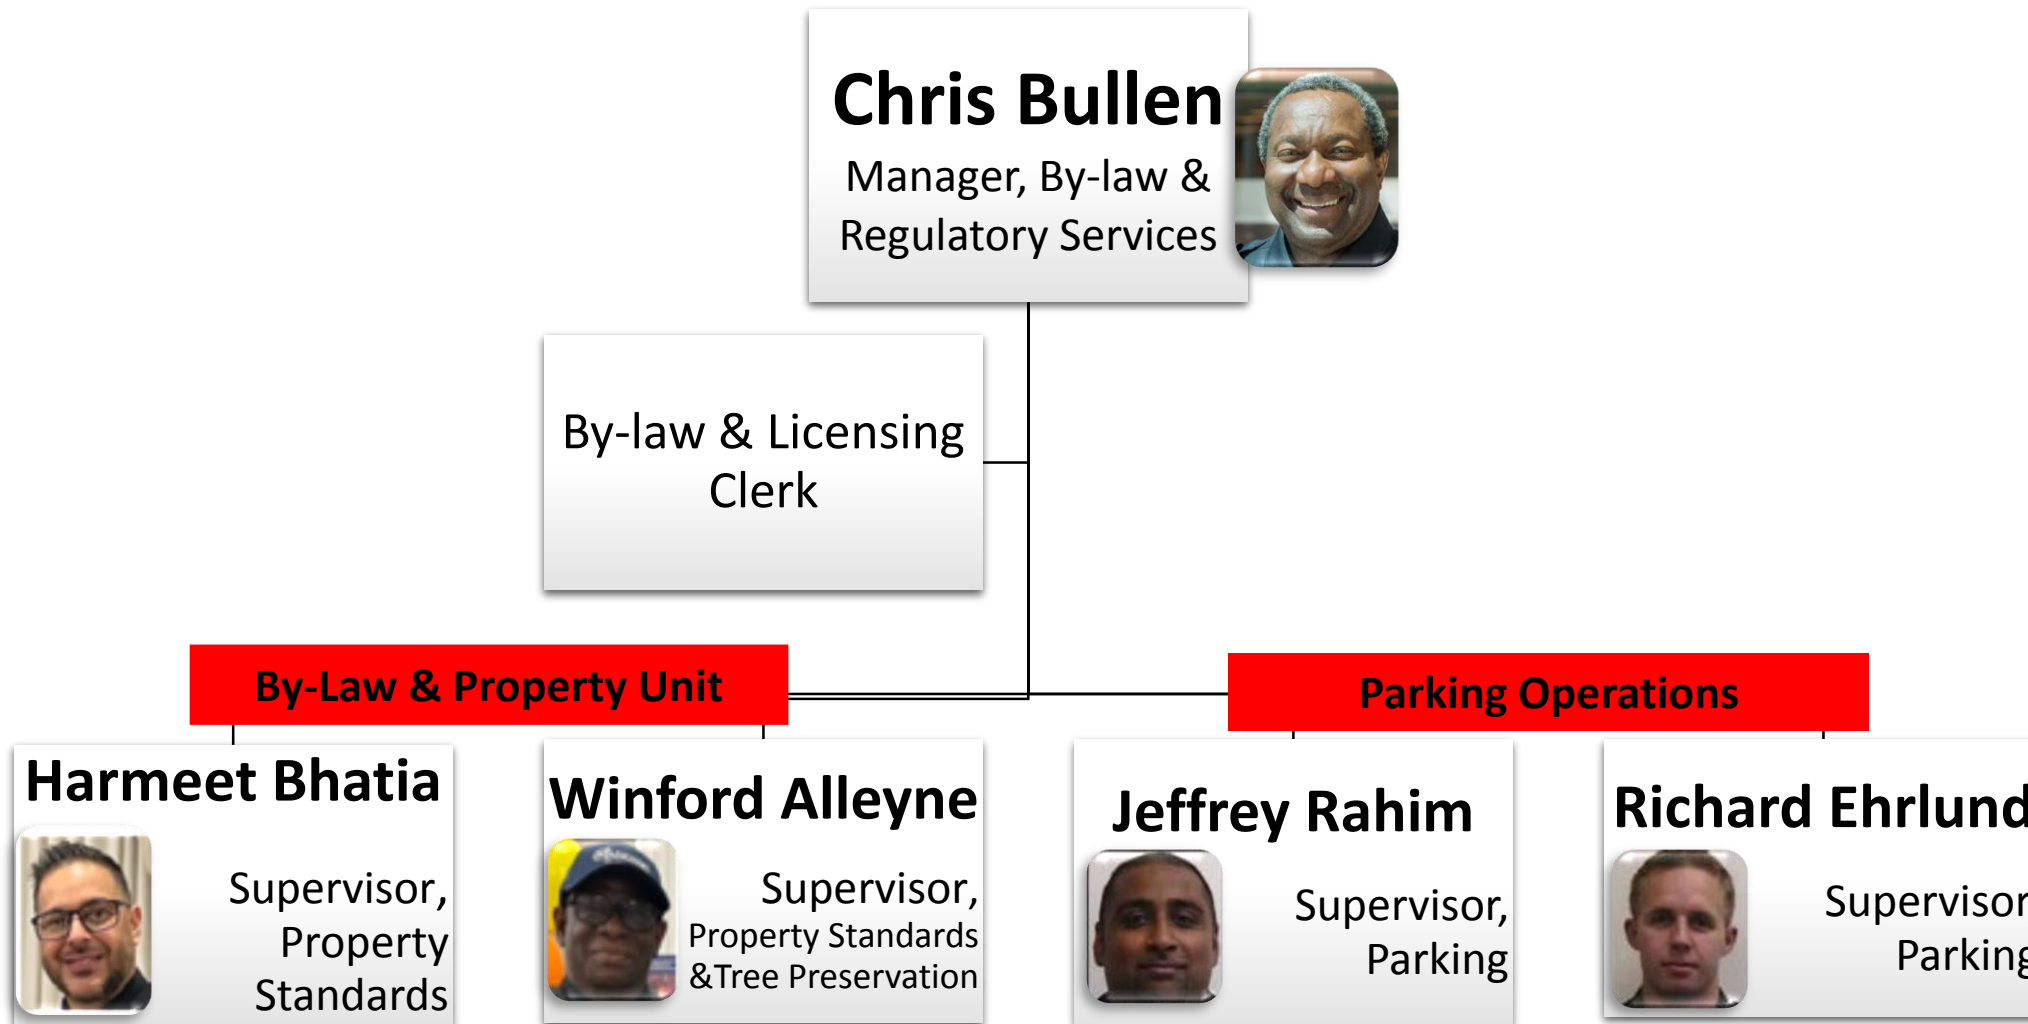 Chris Bullen
Manager, By-law &
Regulatory Services
By-law & Licensing
Clerk
By-Law & Property Unit
Parking Operations
Harmeet Bhatia
Supervisor,
Property
Standards
Winford Alleyne
Supervisor,
Property Standards
&Tree Preservation
Jeffrey Rahim
Supervisor,
Parking
Richard Ehrlund
Supervisor
Parking